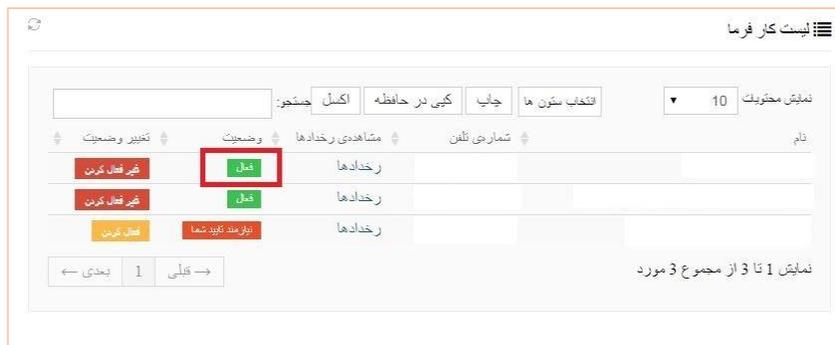 لیست کار فرما
نمایش محتویات 10 انتخاب ستون ها چاپ کپی در حافظه اکسل جستجو:
نام شماره‌ی تلفن مشاهده‌ی رخدادها وضعیت تغییر وضعیت
رخدادها فعال غیر فعال کردن
رخدادها فعال غیر فعال کردن
رخدادها نیازمند تایید شما فعال کردن
نمایش 1 تا 3 از مجموع 3 مورد → قبلی 1 بعدی ←